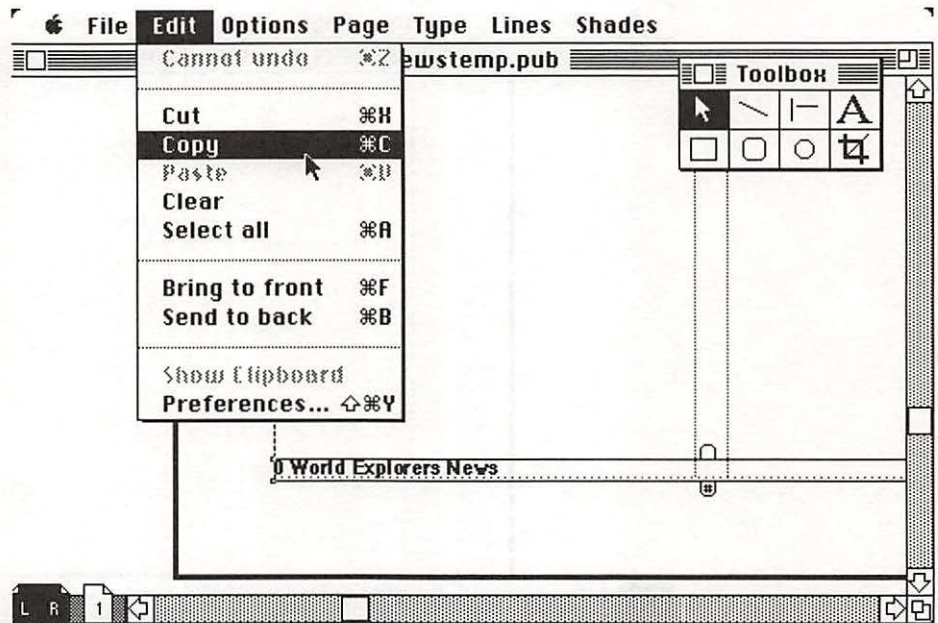 File Edit Options Page Type Lines Shades
ewstemp.pub
Toolbox
A
Cannot undo ⌘Z
Cut ⌘X
Copy ⌘C
Paste ⌘V
Clear
Select all ⌘A
Bring to front ⌘F
Send to back ⌘B
Show Clipboard
Preferences... ⇧⌘Y
0 World Explorers News
#
L R 1